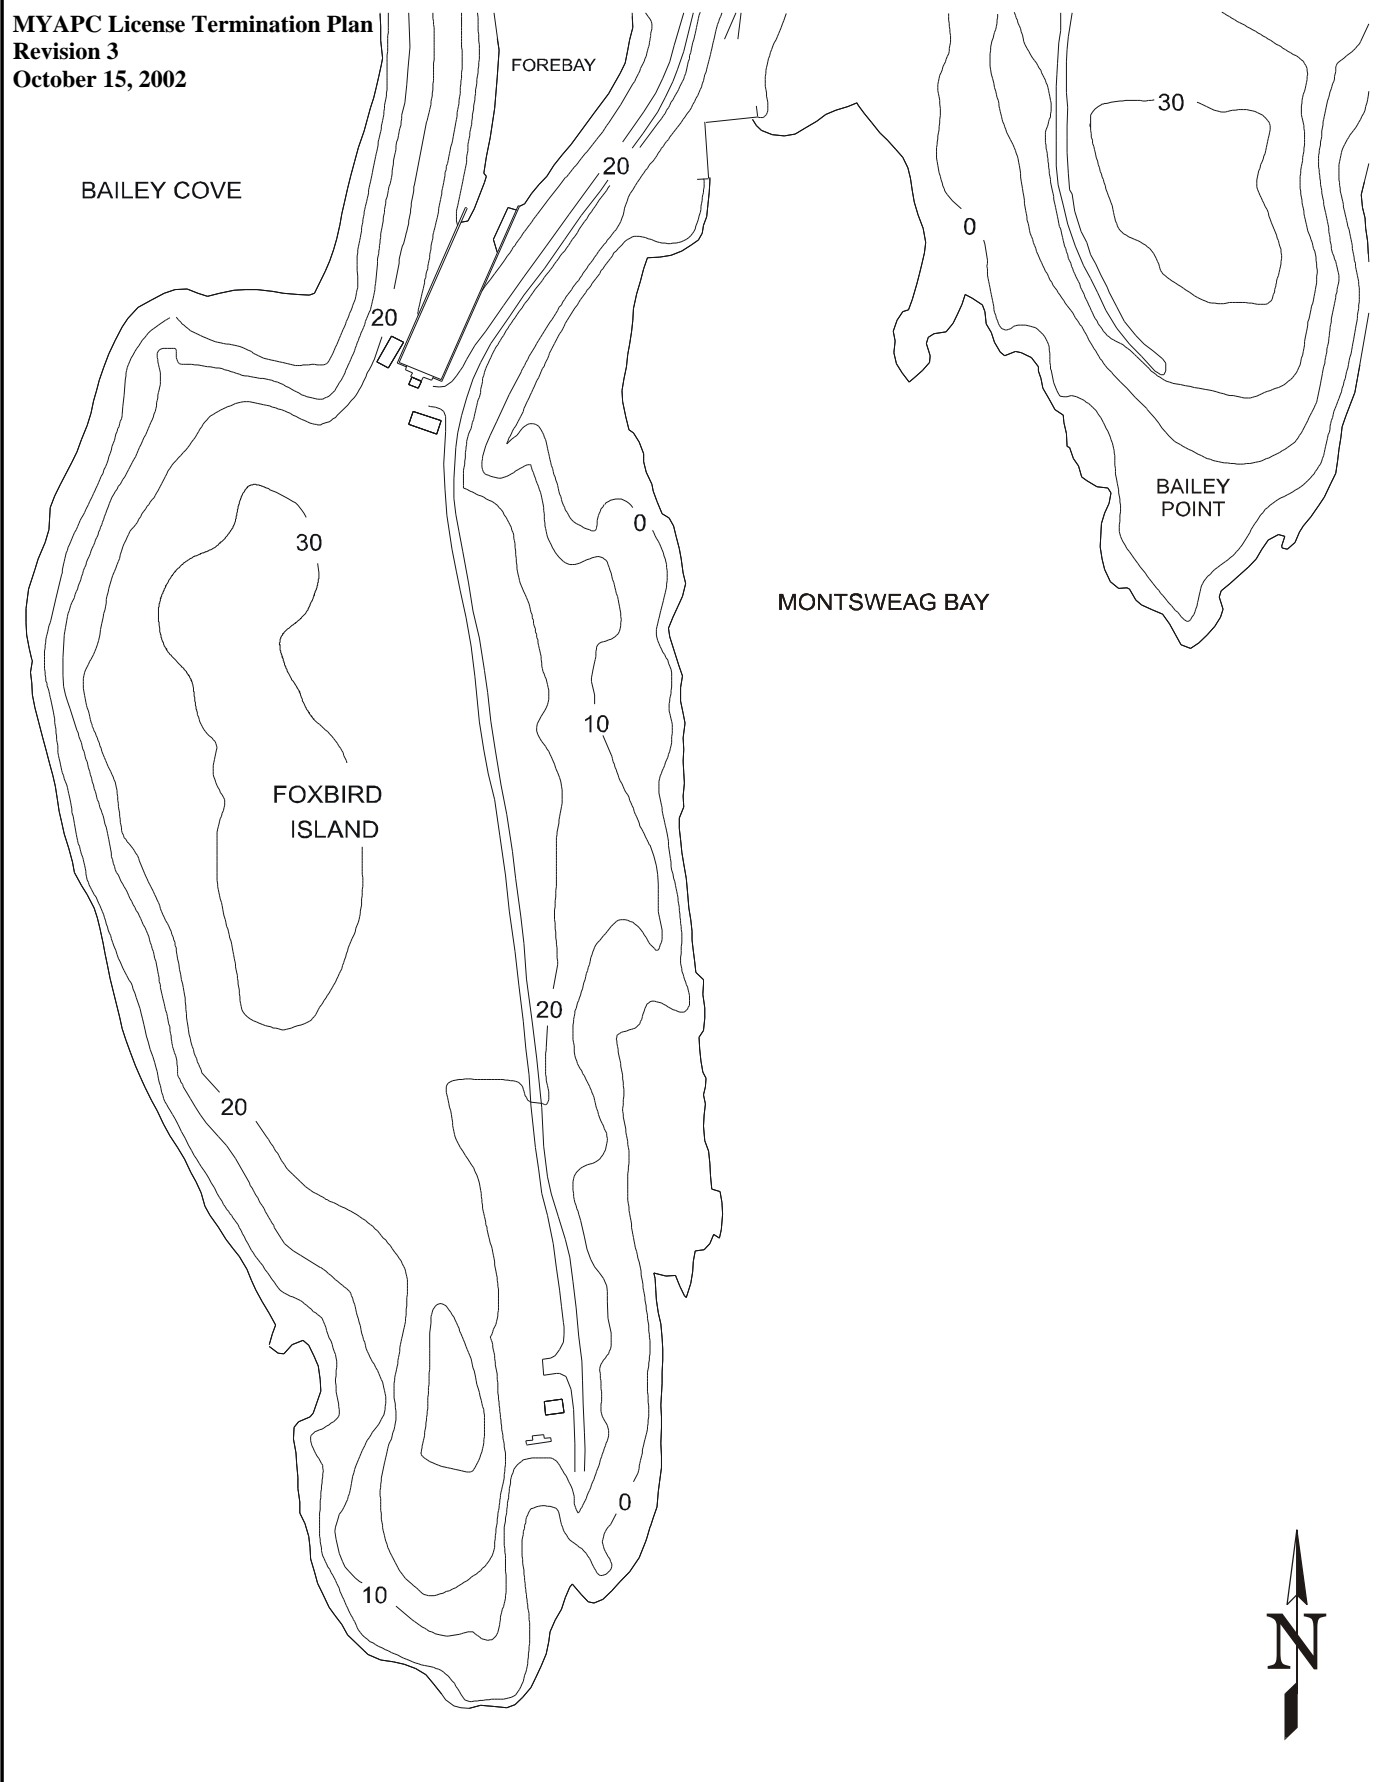 MYAPC License Termination Plan
Revision 3
October 15, 2002
FOREBAY
30
20
BAILEY COVE
0
20
BAILEY
POINT
30
0
MONTSWEAG BAY
10
FOXBIRD
ISLAND
20
20
0
10
N